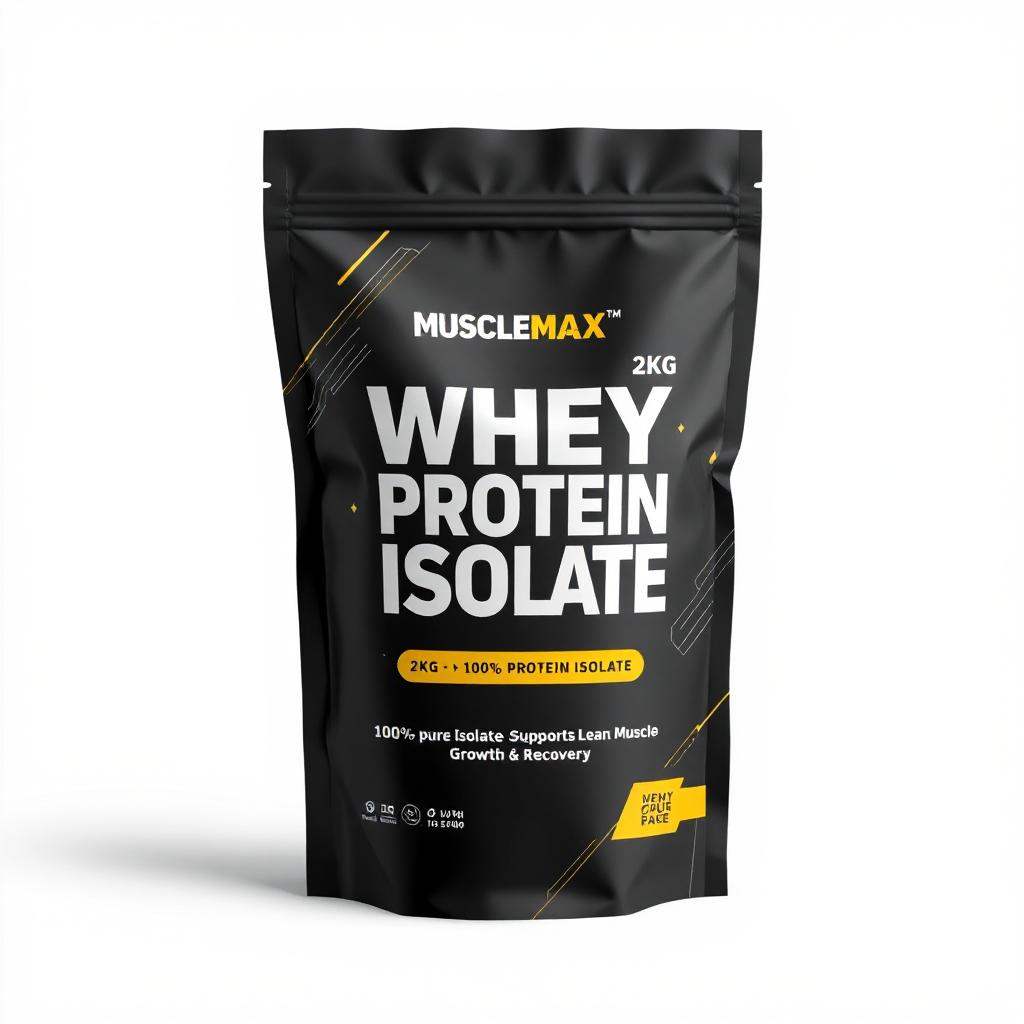 MUSCLEMAX™
2KG
WHEY
PROTEIN
ISOLATE
2KG - 100% PROTEIN ISOLATE
100% pure Isolate Supports Lean Muscle
Growth & Recovery